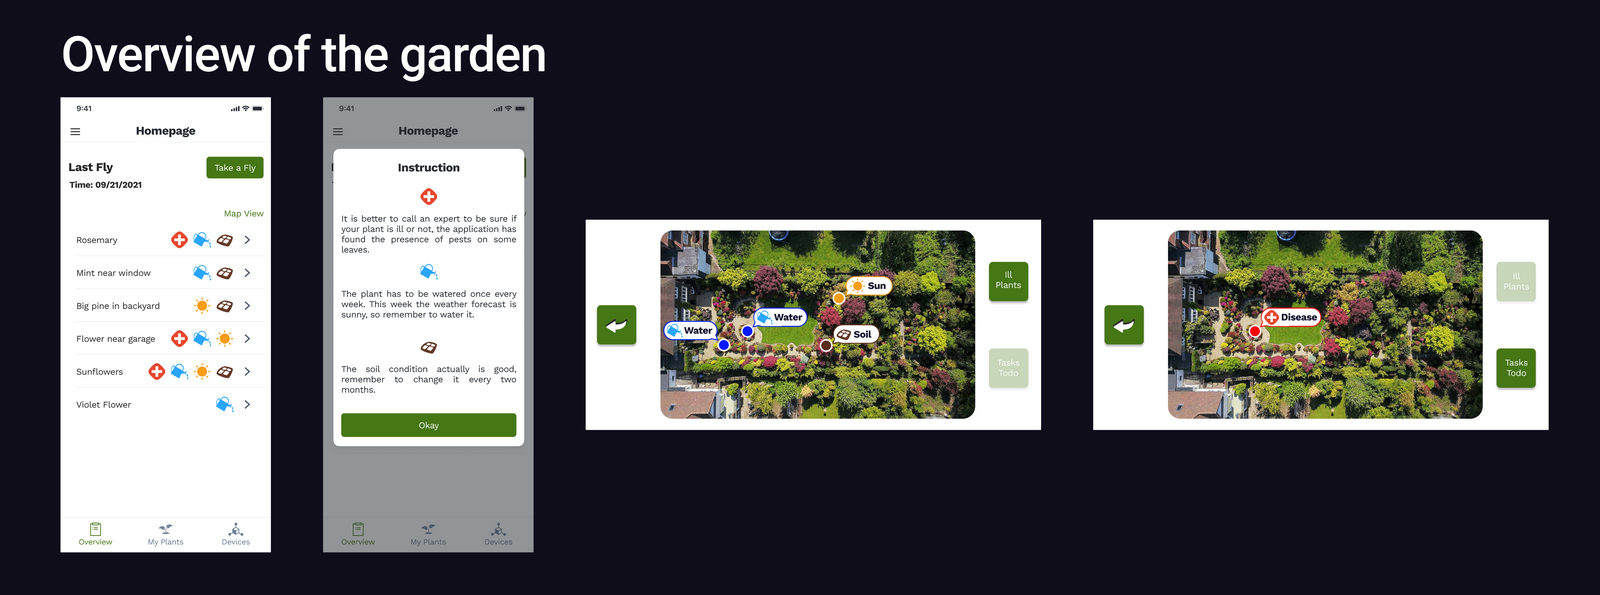 Overview of the garden
9:41
Homepage
Last Fly
Take a Fly
Time: 09/21/2021
Map View
Rosemary
Mint near window
Big pine in backyard
Flower near garage
Sunflowers
Violet Flower
Overview
My Plants
Devices
9:41
Homepage
Instruction
It is better to call an expert to be sure if
your plant is ill or not, the application has
found the presence of pests on some
leaves.
The plant has to be watered once every
week. This week the weather forecast is
sunny, so remember to water it.
The soil condition actually is good,
remember to change it every two
months.
Okay
Overview
My Plants
Devices
Sun
Water
Water
Soil
Ill
Plants
Tasks
Todo
Disease
Ill
Plants
Tasks
Todo